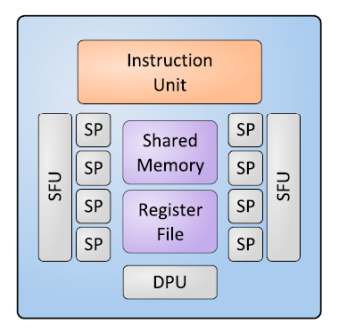 Instruction
Unit
SP
SP
SP
SP
SFU
Shared
Memory
Register
File
SP
SP
SP
SP
SFU
DPU